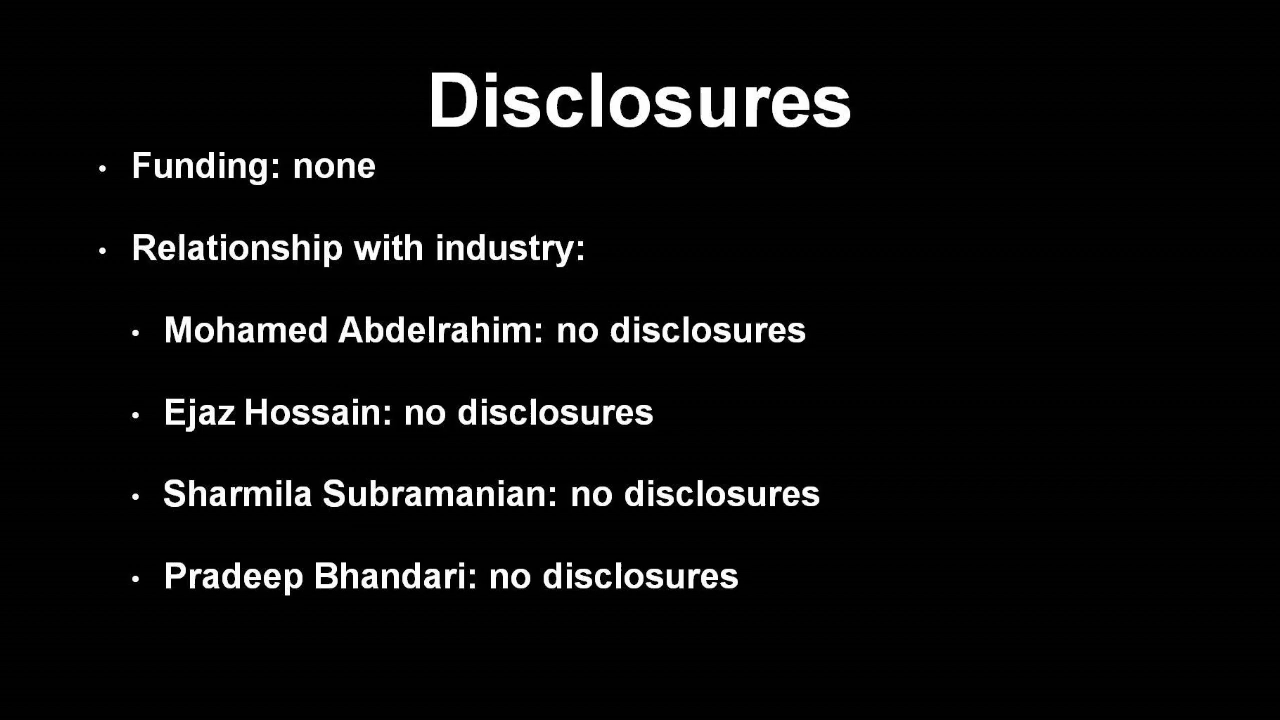 Disclosures
• Funding: none
• Relationship with industry:
• Mohamed Abdelrahim: no disclosures
• Ejaz Hossain: no disclosures
• Sharmila Subramanian: no disclosures
• Pradeep Bhandari: no disclosures